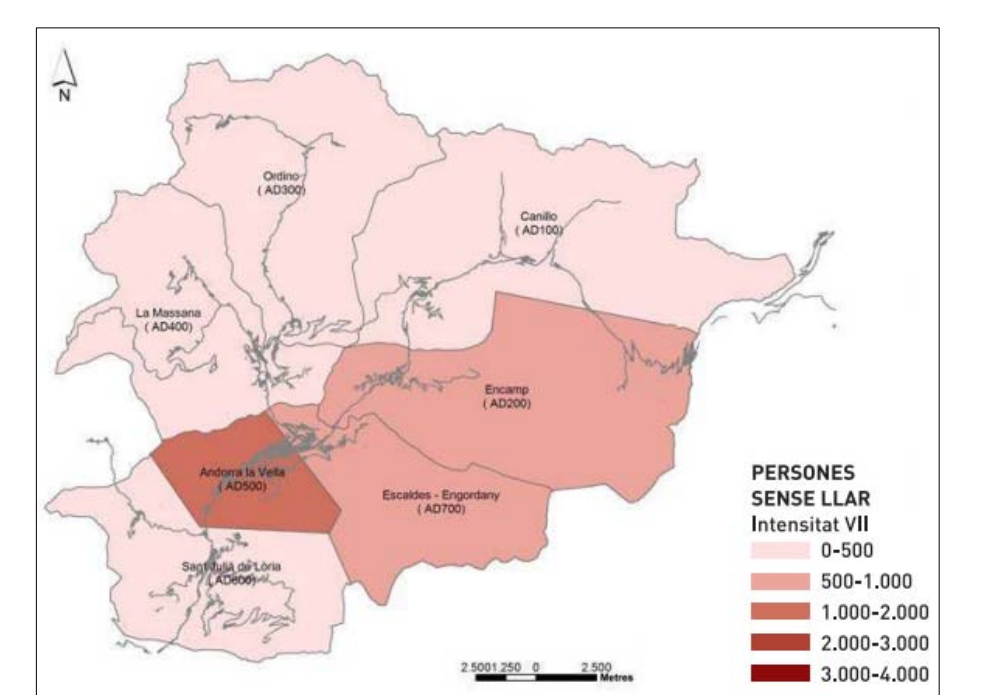 N
Ordino
( AD300)
Canillo
( AD100)
La Massana
( AD400)
Encamp
( AD200)
Andorra la Vella
( AD500)
Escaldes - Engordany
( AD700)
Sant Julià de Lòria
( AD600)
PERSONES
SENSE LLAR
Intensitat VII
0-500
500-1.000
1.000-2.000
2.000-3.000
3.000-4.000
2.5001.250 0 2.500
Metres